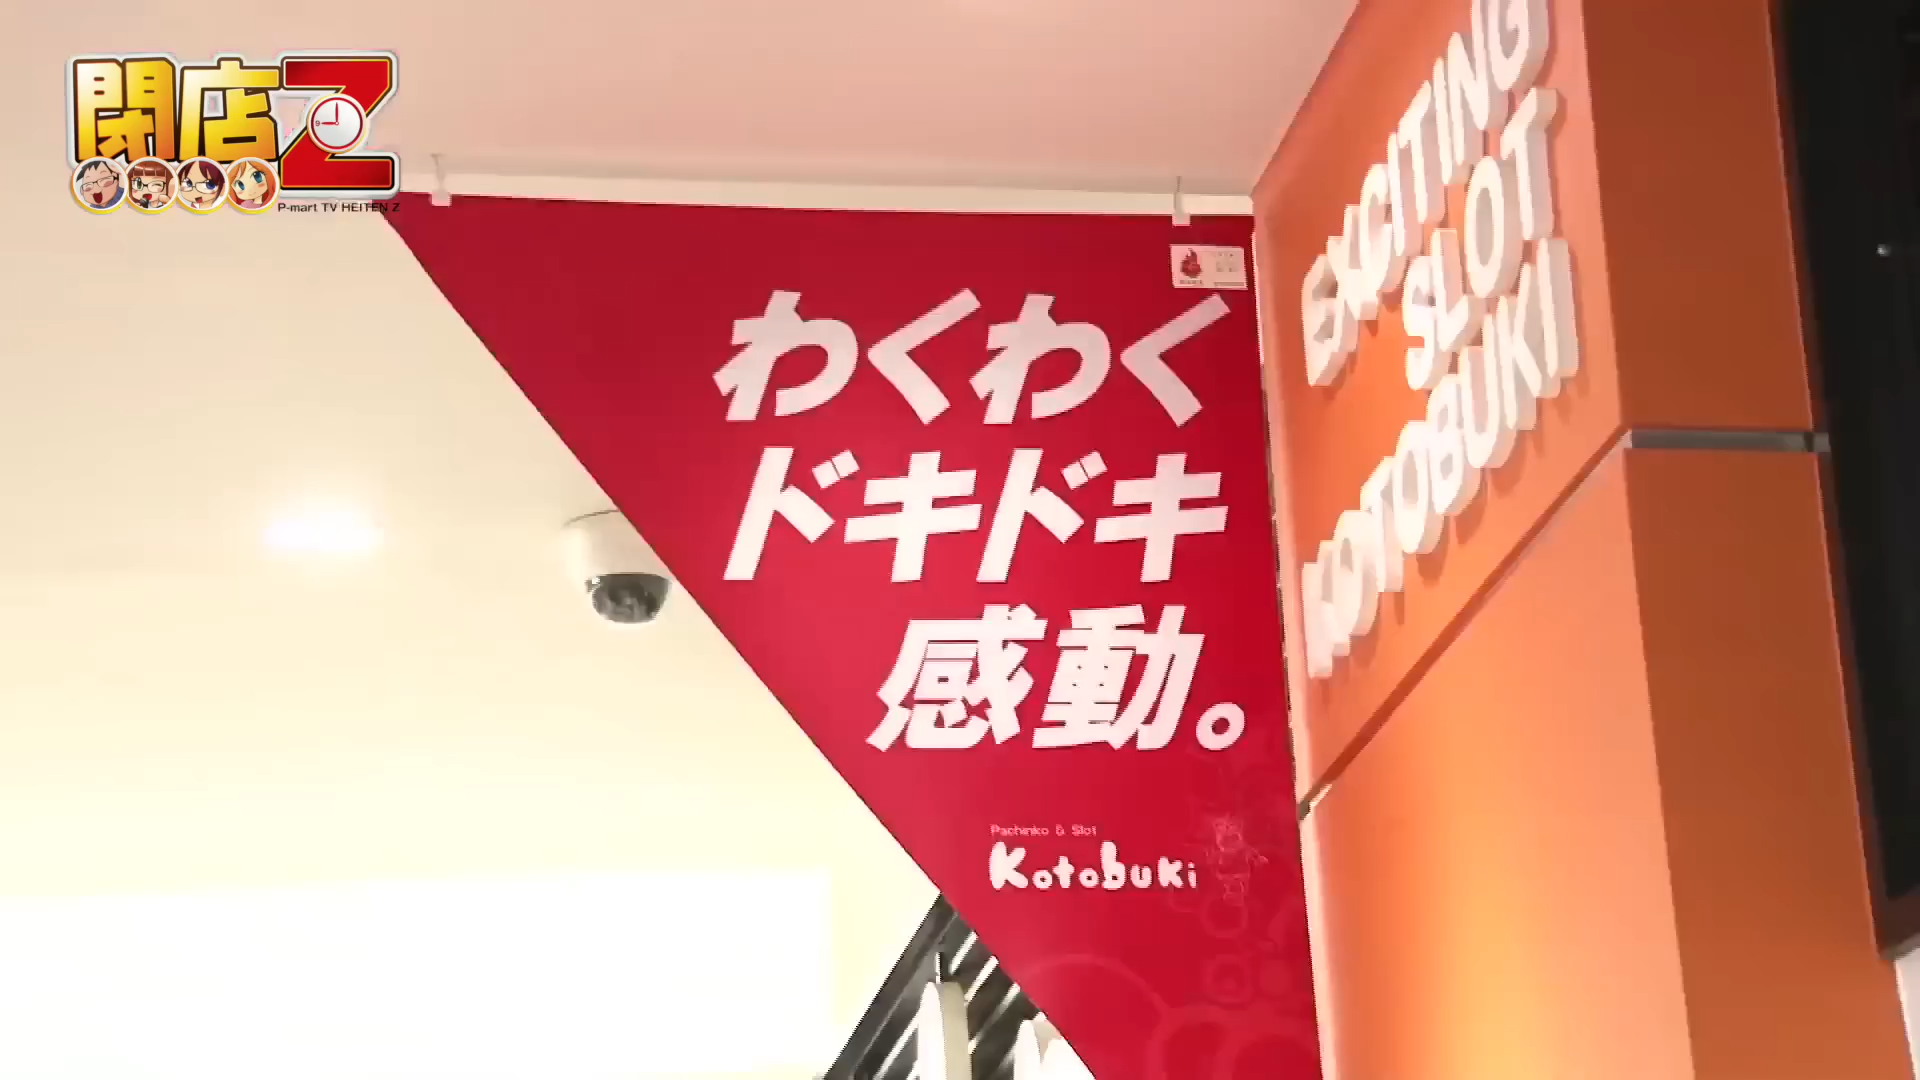 閉店Z
P-mart TV HEITEN Z
わくわく
ドキドキ
感動。
Pachinko & Slot
Kotobuki
EXCITING
SLOT
KOTOBUKI